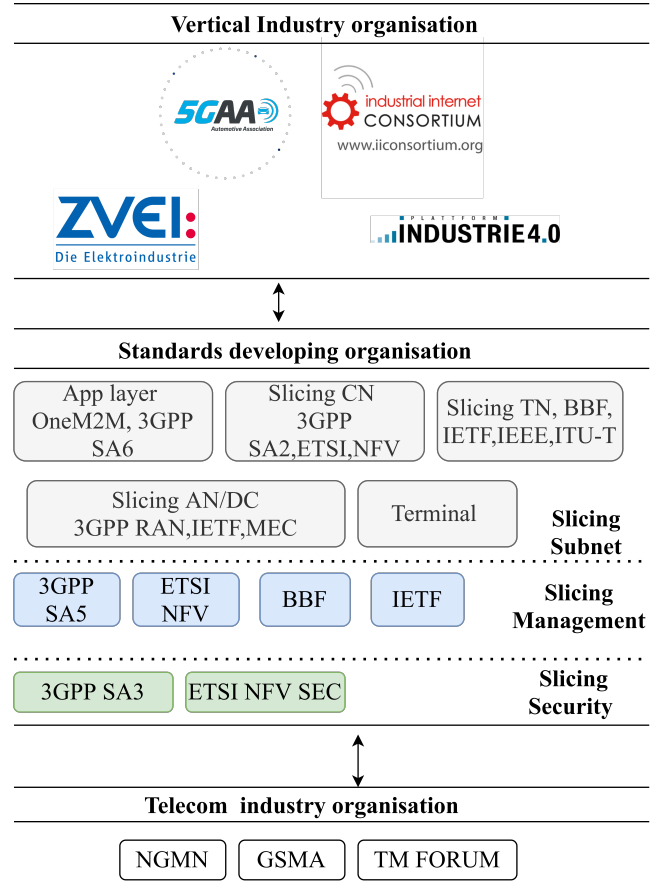 Vertical Industry organisation
5GAA
Automotive Association
industrial internet
CONSORTIUM
www.iiconsortium.org
ZVEI:
Die Elektroindustrie
PLATTFORM
INDUSTRIE4.0
Standards developing organisation
App layer
OneM2M, 3GPP
SA6
Slicing CN
3GPP
SA2,ETSI,NFV
Slicing TN, BBF,
IETF,IEEE,ITU-T
Slicing AN/DC
3GPP RAN,IETF,MEC
Terminal
Slicing
Subnet
3GPP
SA5
ETSI
NFV
BBF
IETF
Slicing
Management
3GPP SA3
ETSI NFV SEC
Slicing
Security
Telecom industry organisation
NGMN
GSMA
TM FORUM